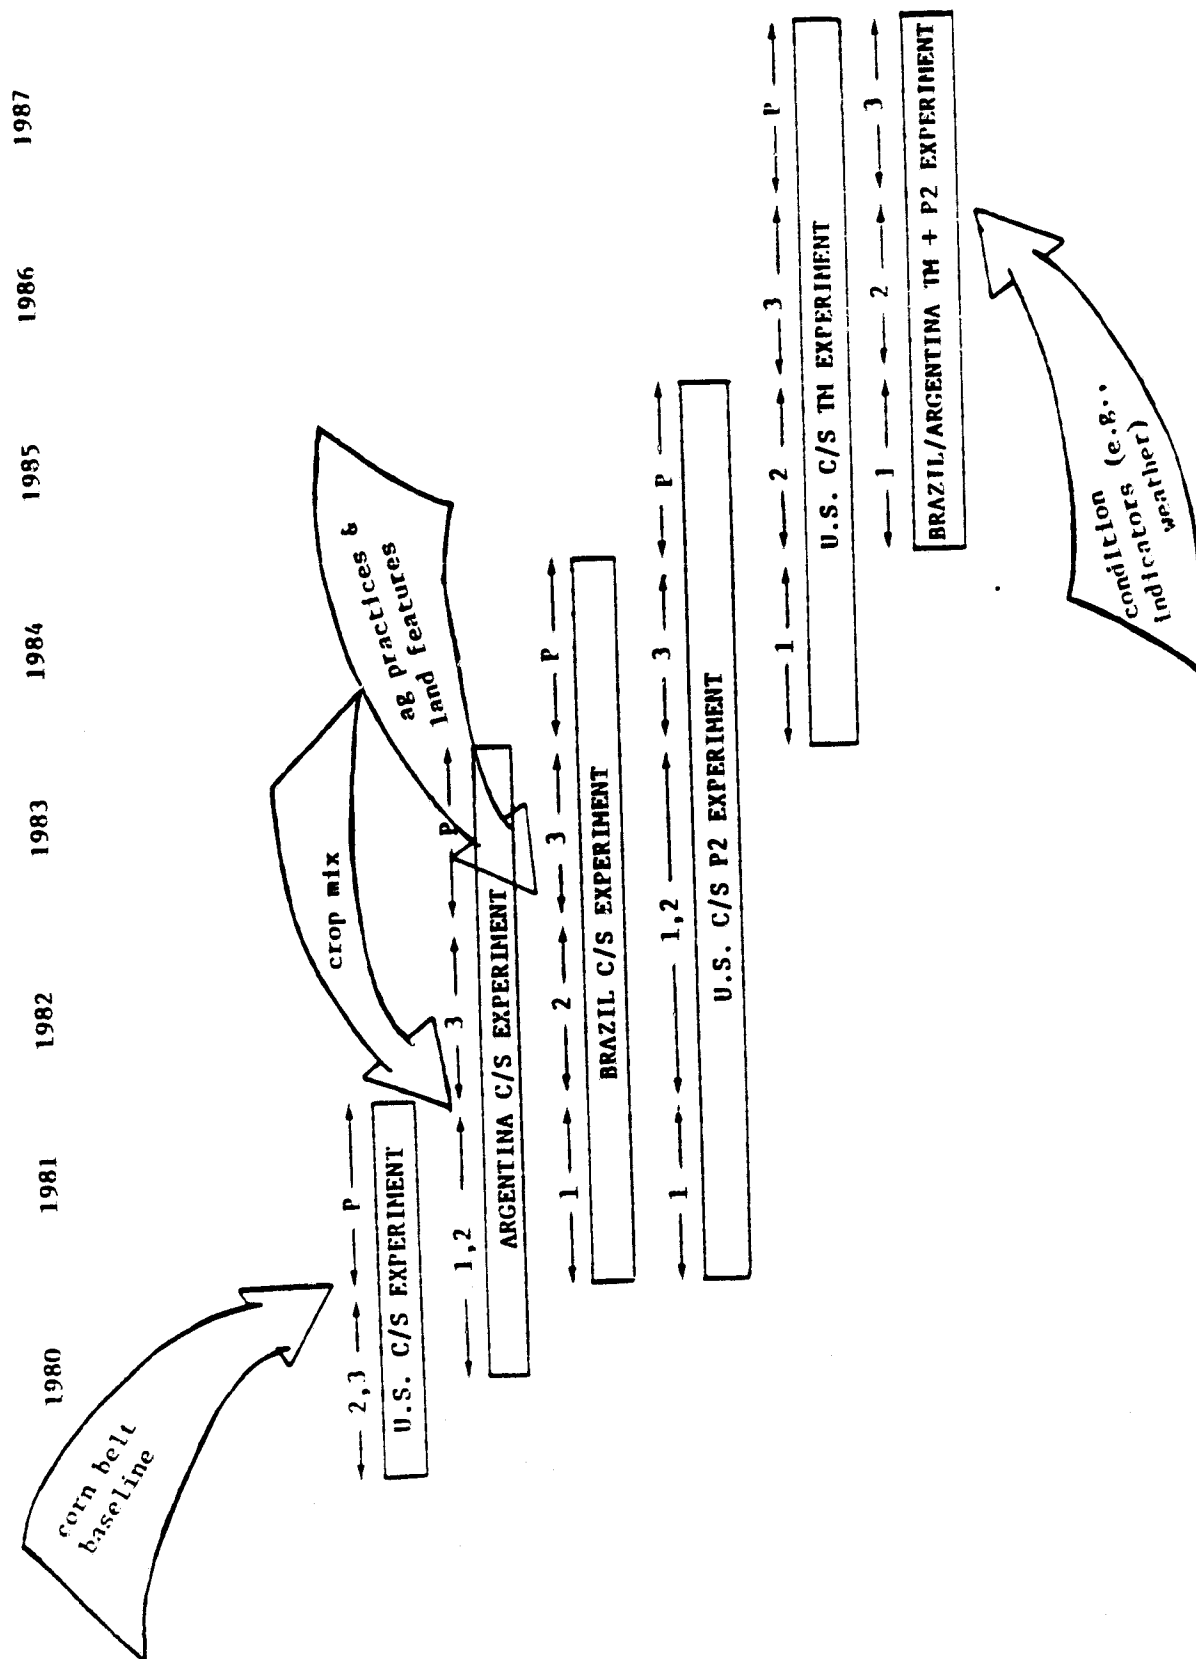 1980 1981 1982 1983 1984 1985 1986 1987
corn belt
baseline
crop mix
ag practices &
land features
2,3 P
U.S. C/S EXPERIMENT
1,2 3 P
ARGENTINA C/S EXPERIMENT
1 2 3 P
BRAZIL C/S EXPERIMENT
1 1,2 3 P
U.S. C/S P2 EXPERIMENT
1 2 3 P
U.S. C/S TM EXPERIMENT
1 2 3
BRAZIL/ARGENTINA TM + P2 EXPERIMENT
condition
indicators (e.g.,
weather)